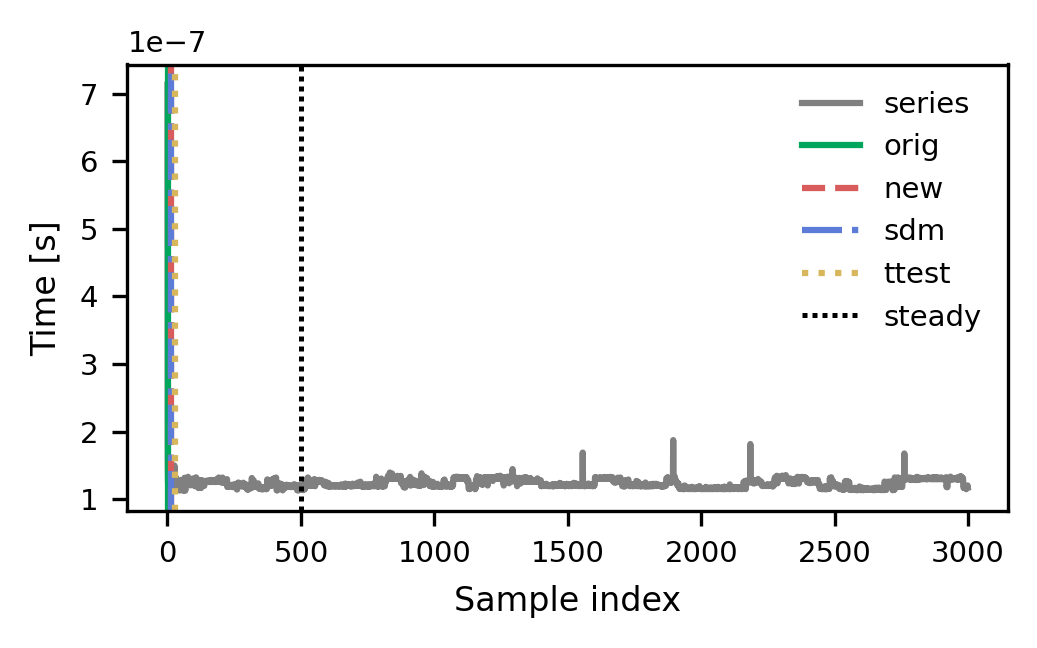 1e−7
7
6
5
4
3
2
1
Time [s]
series
orig
new
sdm
ttest
steady
0 500 1000 1500 2000 2500 3000
Sample index